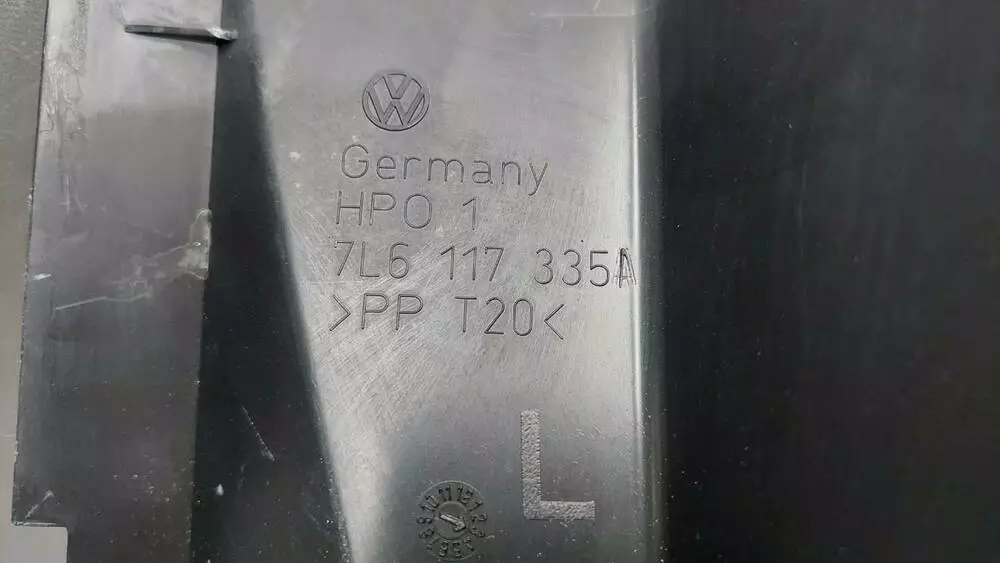 Germany
HPO 1
7L6 117 335A
>PP T20<
L